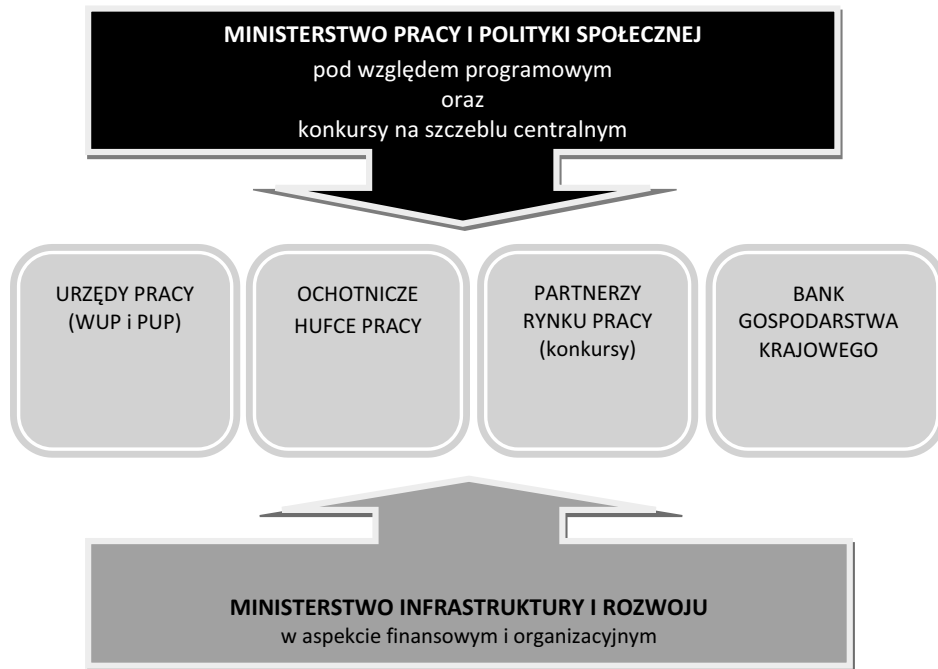 MINISTERSTWO PRACY I POLITYKI SPOŁECZNEJ
pod względem programowym
oraz
konkursy na szczeblu centralnym
URZĘDY PRACY
(WUP i PUP)
OCHOTNICZE
HUFCE PRACY
PARTNERZY
RYNKU PRACY
(konkursy)
BANK
GOSPODARSTWA
KRAJOWEGO
MINISTERSTWO INFRASTRUKTURY I ROZWOJU
w aspekcie finansowym i organizacyjnym